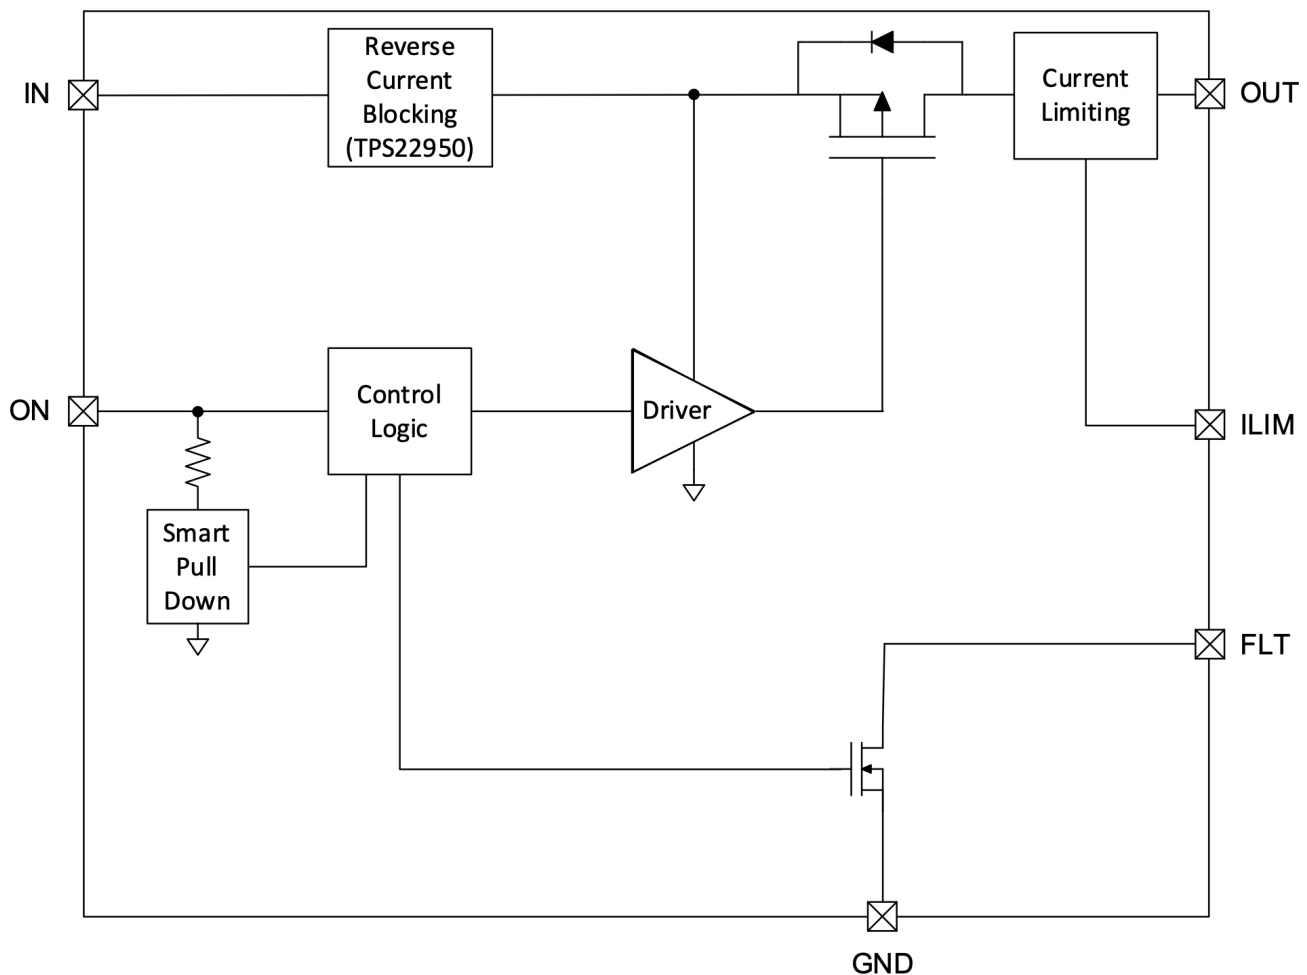 Reverse
Current
Blocking
(TPS22950)
IN
Current
Limiting
OUT
ON
Control
Logic
Driver
ILIM
Smart
Pull
Down
FLT
GND